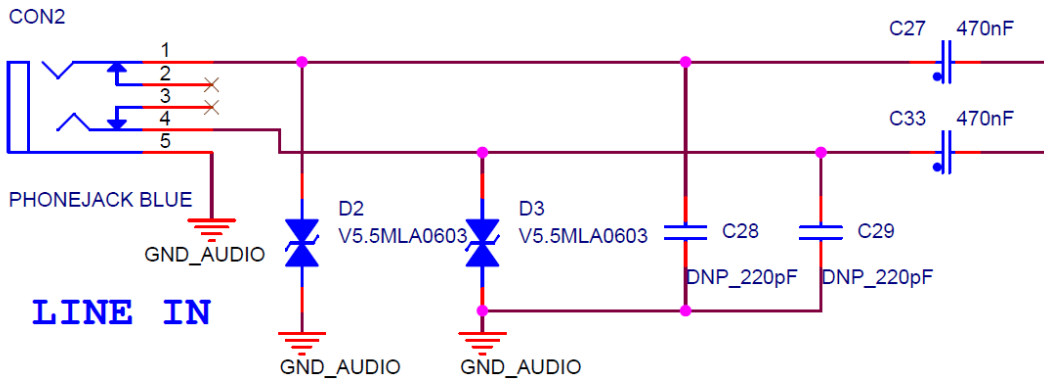 CON2
C27 470nF
1
2
3
4
5
C33 470nF
PHONEJACK BLUE
D2
V5.5MLA0603
D3
V5.5MLA0603
C28
C29
GND_AUDIO
DNP_220pF
DNP_220pF
LINE IN
GND_AUDIO
GND_AUDIO